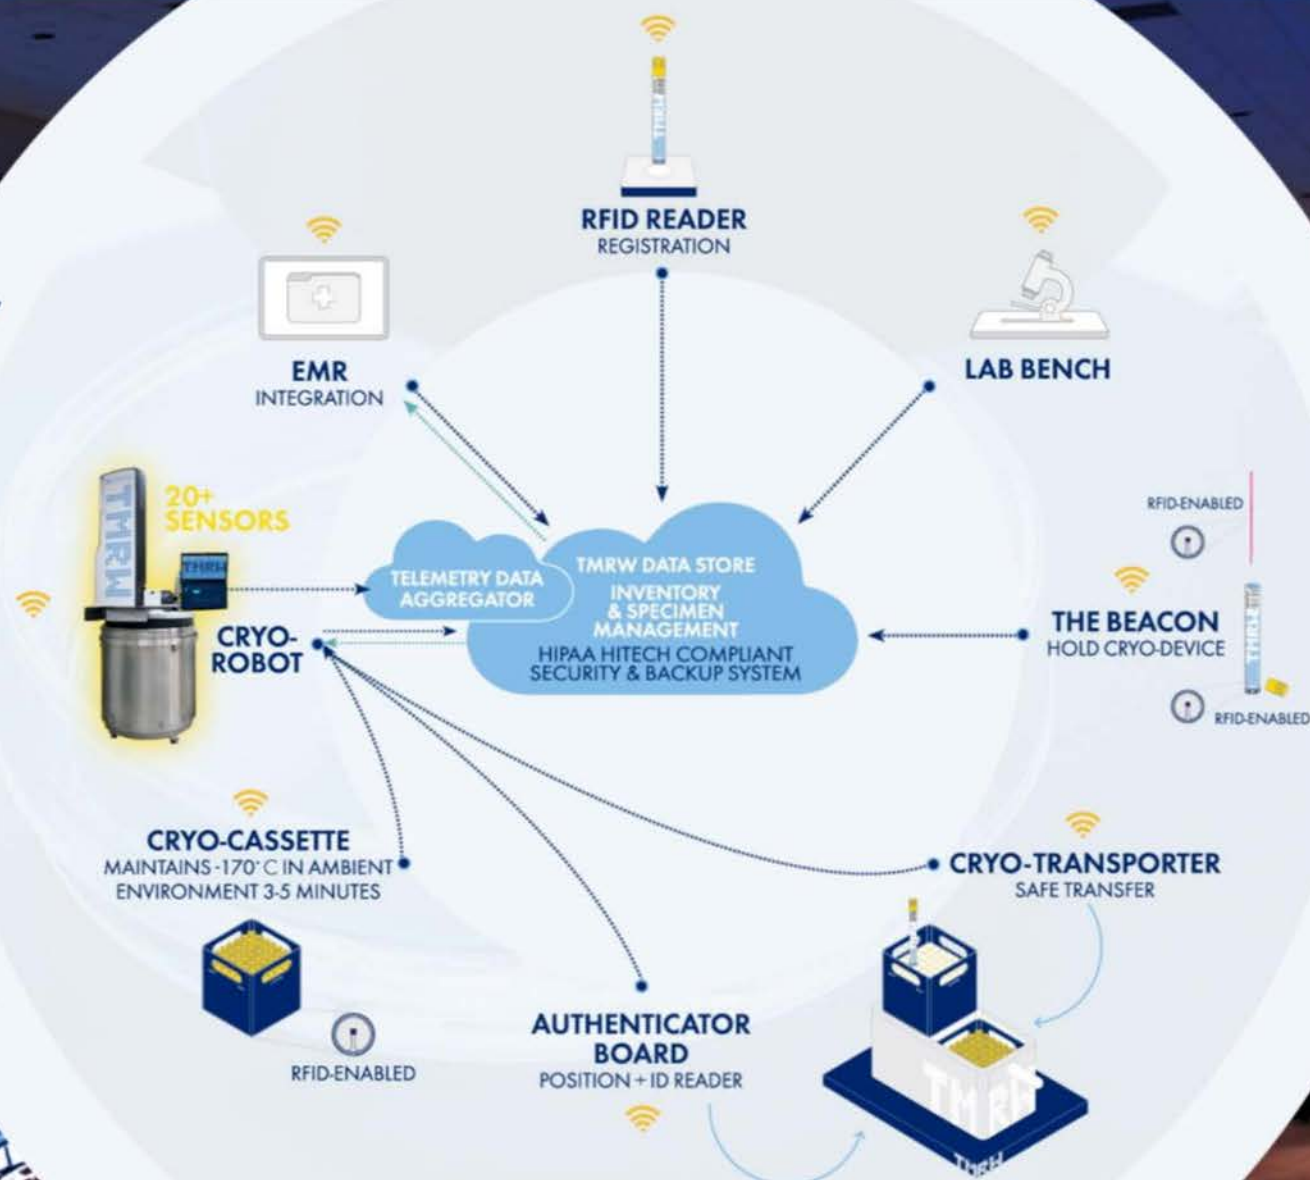 RFID READER
REGISTRATION
EMR
INTEGRATION
LAB BENCH
20+
SENSORS
TMRW
TMRW
CRYO-
ROBOT
TELEMETRY DATA
AGGREGATOR
TMRW DATA STORE
INVENTORY
& SPECIMEN
MANAGEMENT
HIPAA HITECH COMPLIANT
SECURITY & BACKUP SYSTEM
RFID-ENABLED
THE BEACON
HOLD CRYO-DEVICE
TMRW
RFID-ENABLED
CRYO-CASSETTE
MAINTAINS -170°C IN AMBIENT
ENVIRONMENT 3-5 MINUTES
RFID-ENABLED
AUTHENTICATOR
BOARD
POSITION + ID READER
CRYO-TRANSPORTER
SAFE TRANSFER
TMRW
TMRW